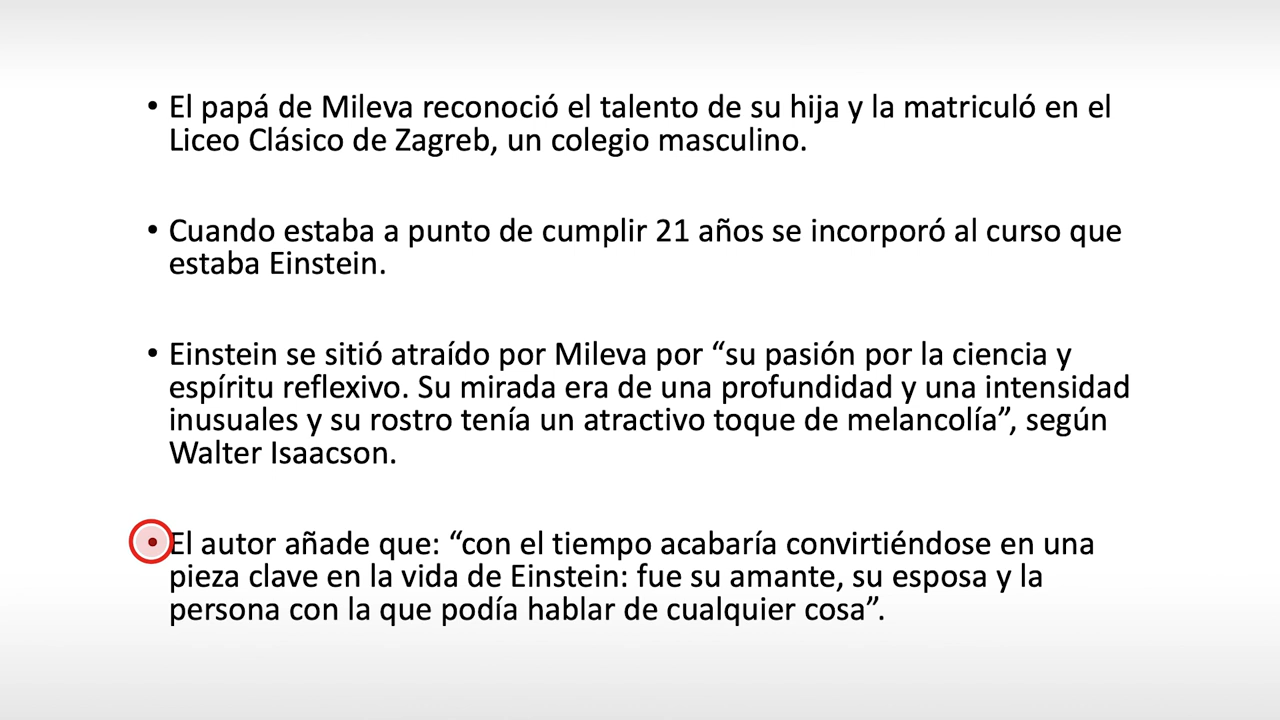 • El papá de Mileva reconoció el talento de su hija y la matriculó en el
Liceo Clásico de Zagreb, un colegio masculino.
• Cuando estaba a punto de cumplir 21 años se incorporó al curso que
estaba Einstein.
• Einstein se sitió atraído por Mileva por “su pasión por la ciencia y
espíritu reflexivo. Su mirada era de una profundidad y una intensidad
inusuales y su rostro tenía un atractivo toque de melancolía”, según
Walter Isaacson.
• El autor añade que: “con el tiempo acabaría convirtiéndose en una
pieza clave en la vida de Einstein: fue su amante, su esposa y la
persona con la que podía hablar de cualquier cosa”.